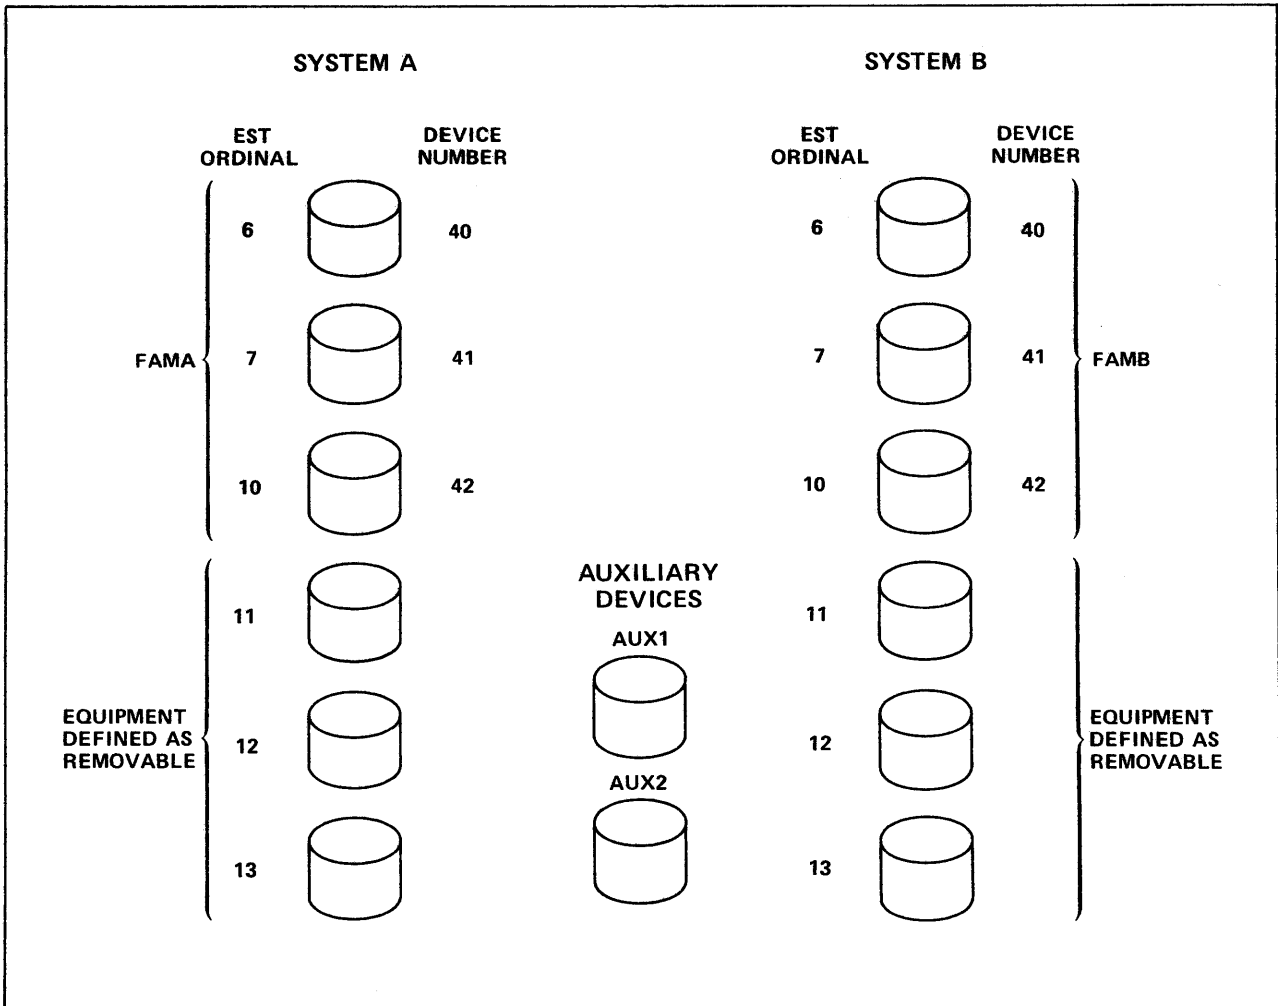 SYSTEM A
EST
ORDINAL
DEVICE
NUMBER
6
40
FAMA
7
41
10
42
11
EQUIPMENT
DEFINED AS
REMOVABLE
12
13
AUXILIARY
DEVICES
AUX1
AUX2
SYSTEM B
EST
ORDINAL
DEVICE
NUMBER
6
40
7
41
FAMB
10
42
11
12
EQUIPMENT
DEFINED AS
REMOVABLE
13